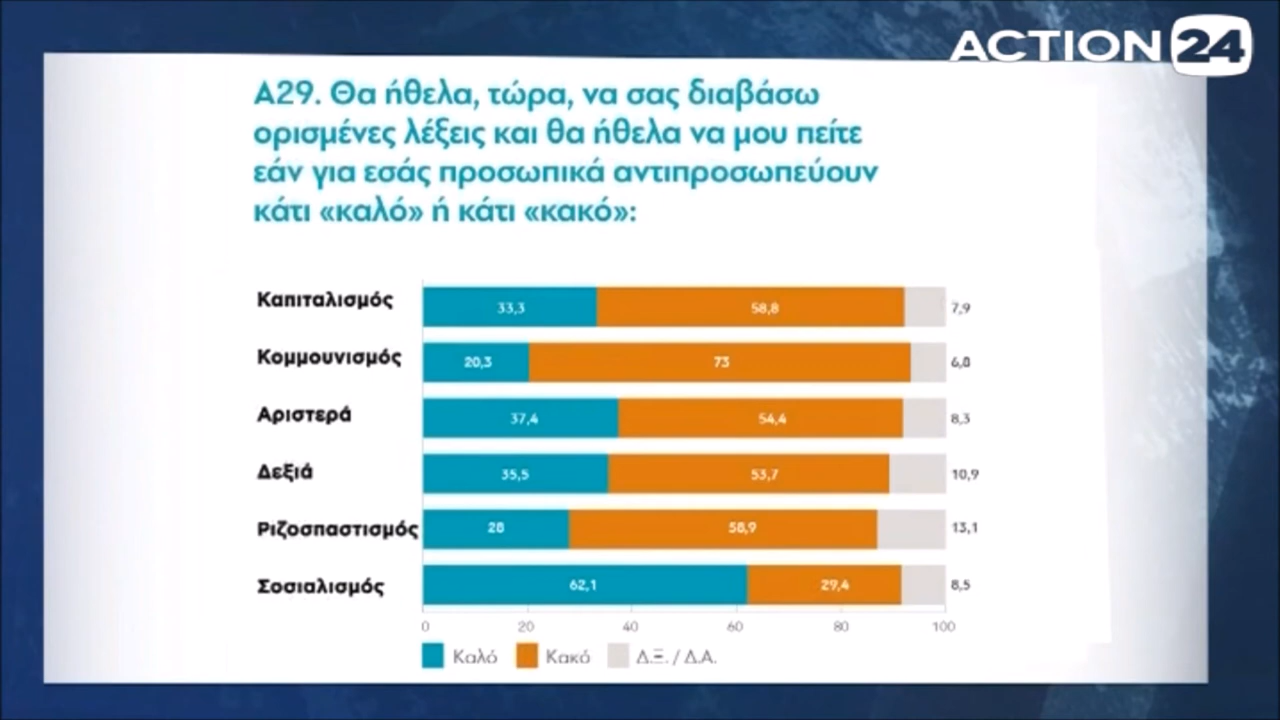 ACTION 24
Α29. Θα ήθελα, τώρα, να σας διαβάσω
ορισμένες λέξεις και θα ήθελα να μου πείτε
εάν για εσάς προσωπικά αντιπροσωπεύουν
κάτι «καλό» ή κάτι «κακό»:
Καπιταλισμός 33,3 58,8 7,9
Κομμουνισμός 20,3 73 6,8
Αριστερά 37,4 54,4 8,3
Δεξιά 35,5 53,7 10,9
Ριζοσπαστισμός 28 58,9 13,1
Σοσιαλισμός 62,1 29,4 8,5
0 20 40 60 80 100
Καλό Κακό Δ.Ξ. / Δ.Α.